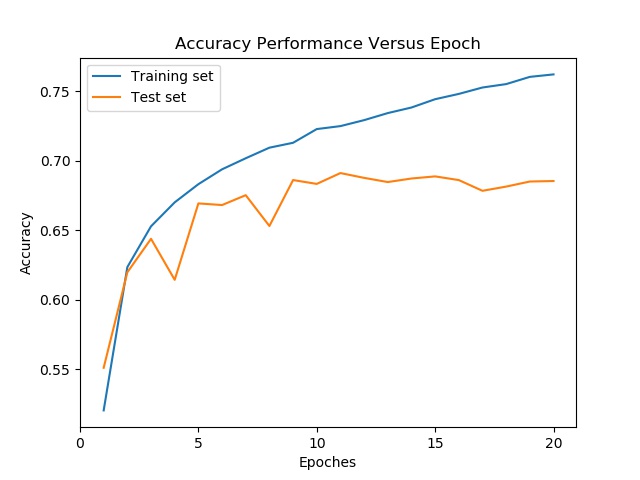 Accuracy Performance Versus Epoch
Training set
Test set
0.75
0.70
0.65
0.60
0.55
Accuracy
0
5
10
15
20
Epoches